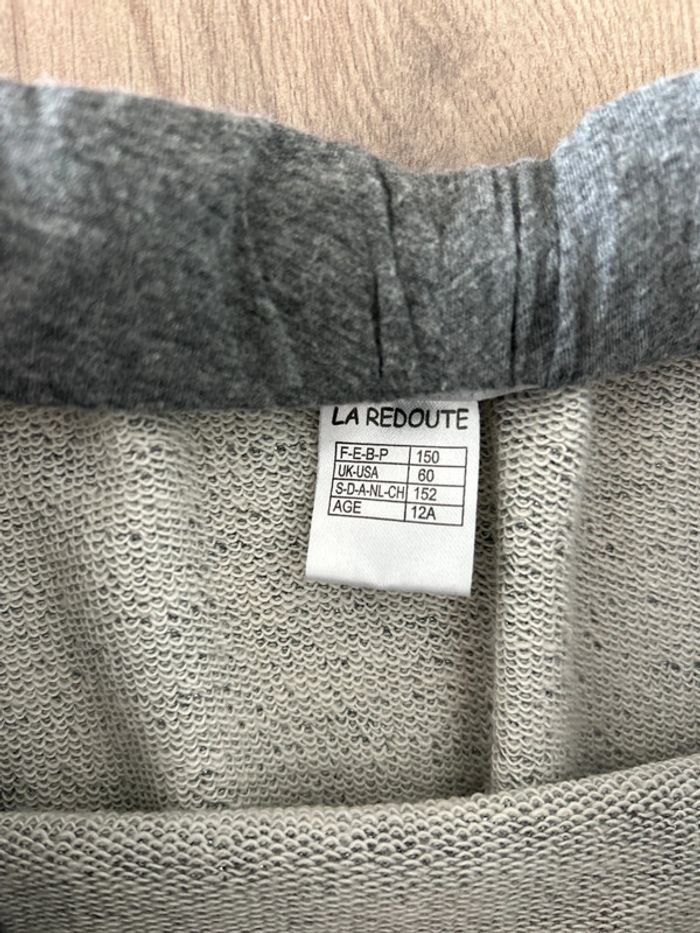 LA REDOUTE
F-E-B-P 150
UK-USA 60
S-D-A-NL-CH 152
AGE 12A